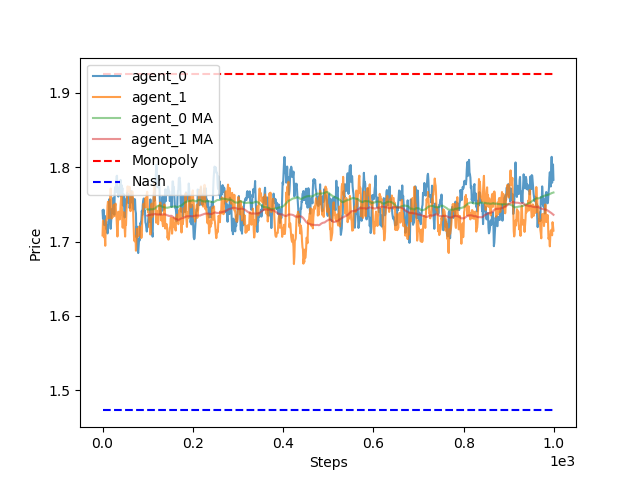 agent_0
agent_1
agent_0 MA
agent_1 MA
Monopoly
Nash
Price
1.9
1.8
1.7
1.6
1.5
0.0
0.2
0.4
0.6
0.8
1.0
Steps
1e3